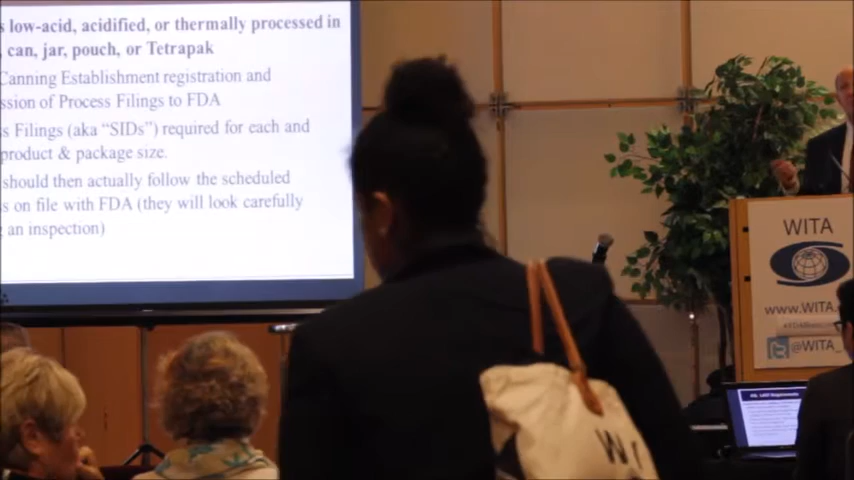 s low-acid, acidified, or thermally processed in
, can, jar, pouch, or Tetrapak
Canning Establishment registration and
ssion of Process Filings to FDA
s Filings (aka “SIDs”) required for each and
product & package size.
should then actually follow the scheduled
s on file with FDA (they will look carefully
g an inspection)
WITA
www.WITA.
@WITA_
W